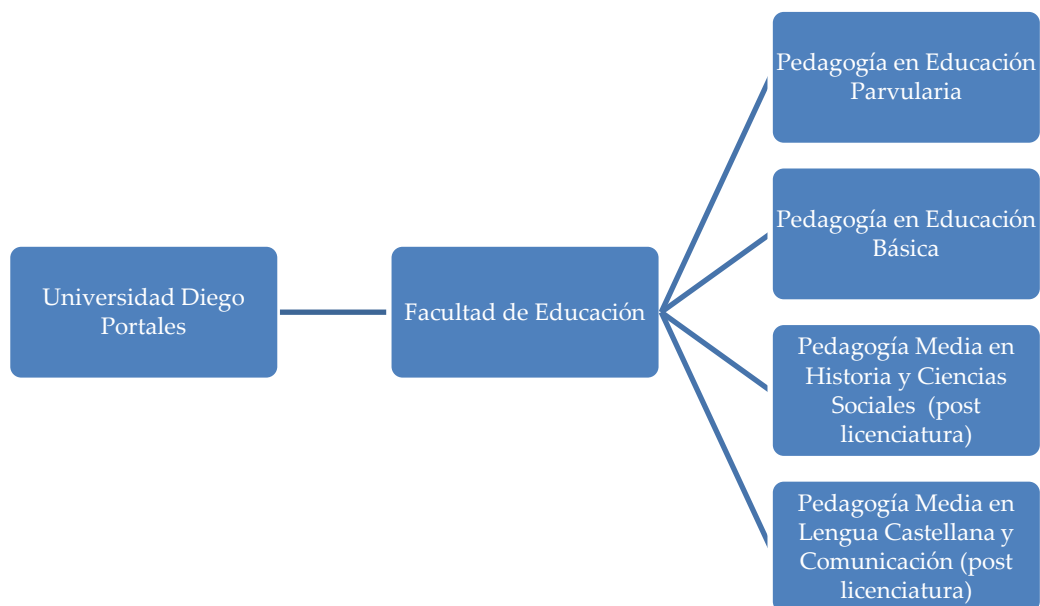 Universidad Diego
Portales
Facultad de Educación
Pedagogía en Educación
Parvularia
Pedagogía en Educación
Básica
Pedagogía Media en
Historia y Ciencias
Sociales (post
licenciatura)
Pedagogía Media en
Lengua Castellana y
Comunicación (post
licenciatura)